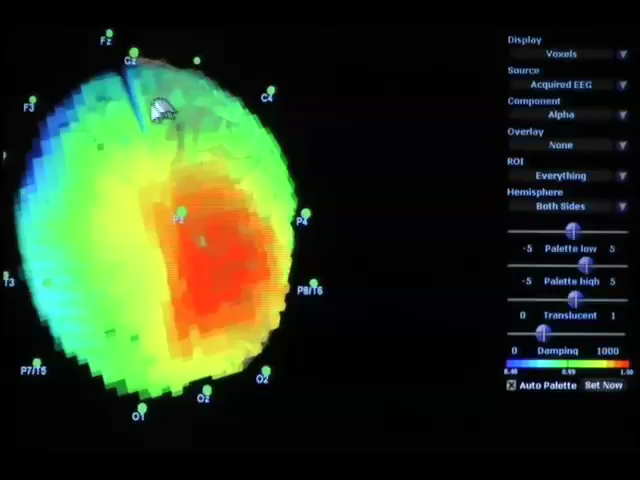 Fz
Cz
F3
C4
Pz
P4
T3
P8/T6
P7/T5
O2
Oz
O1
Display
Voxels
Source
Acquired EEG
Component
Alpha
Overlay
None
ROI
Everything
Hemisphere
Both Sides
-5 Palette low 5
-5 Palette high 5
0 Translucent 1
0 Damping 1000
Auto Palette Set Now